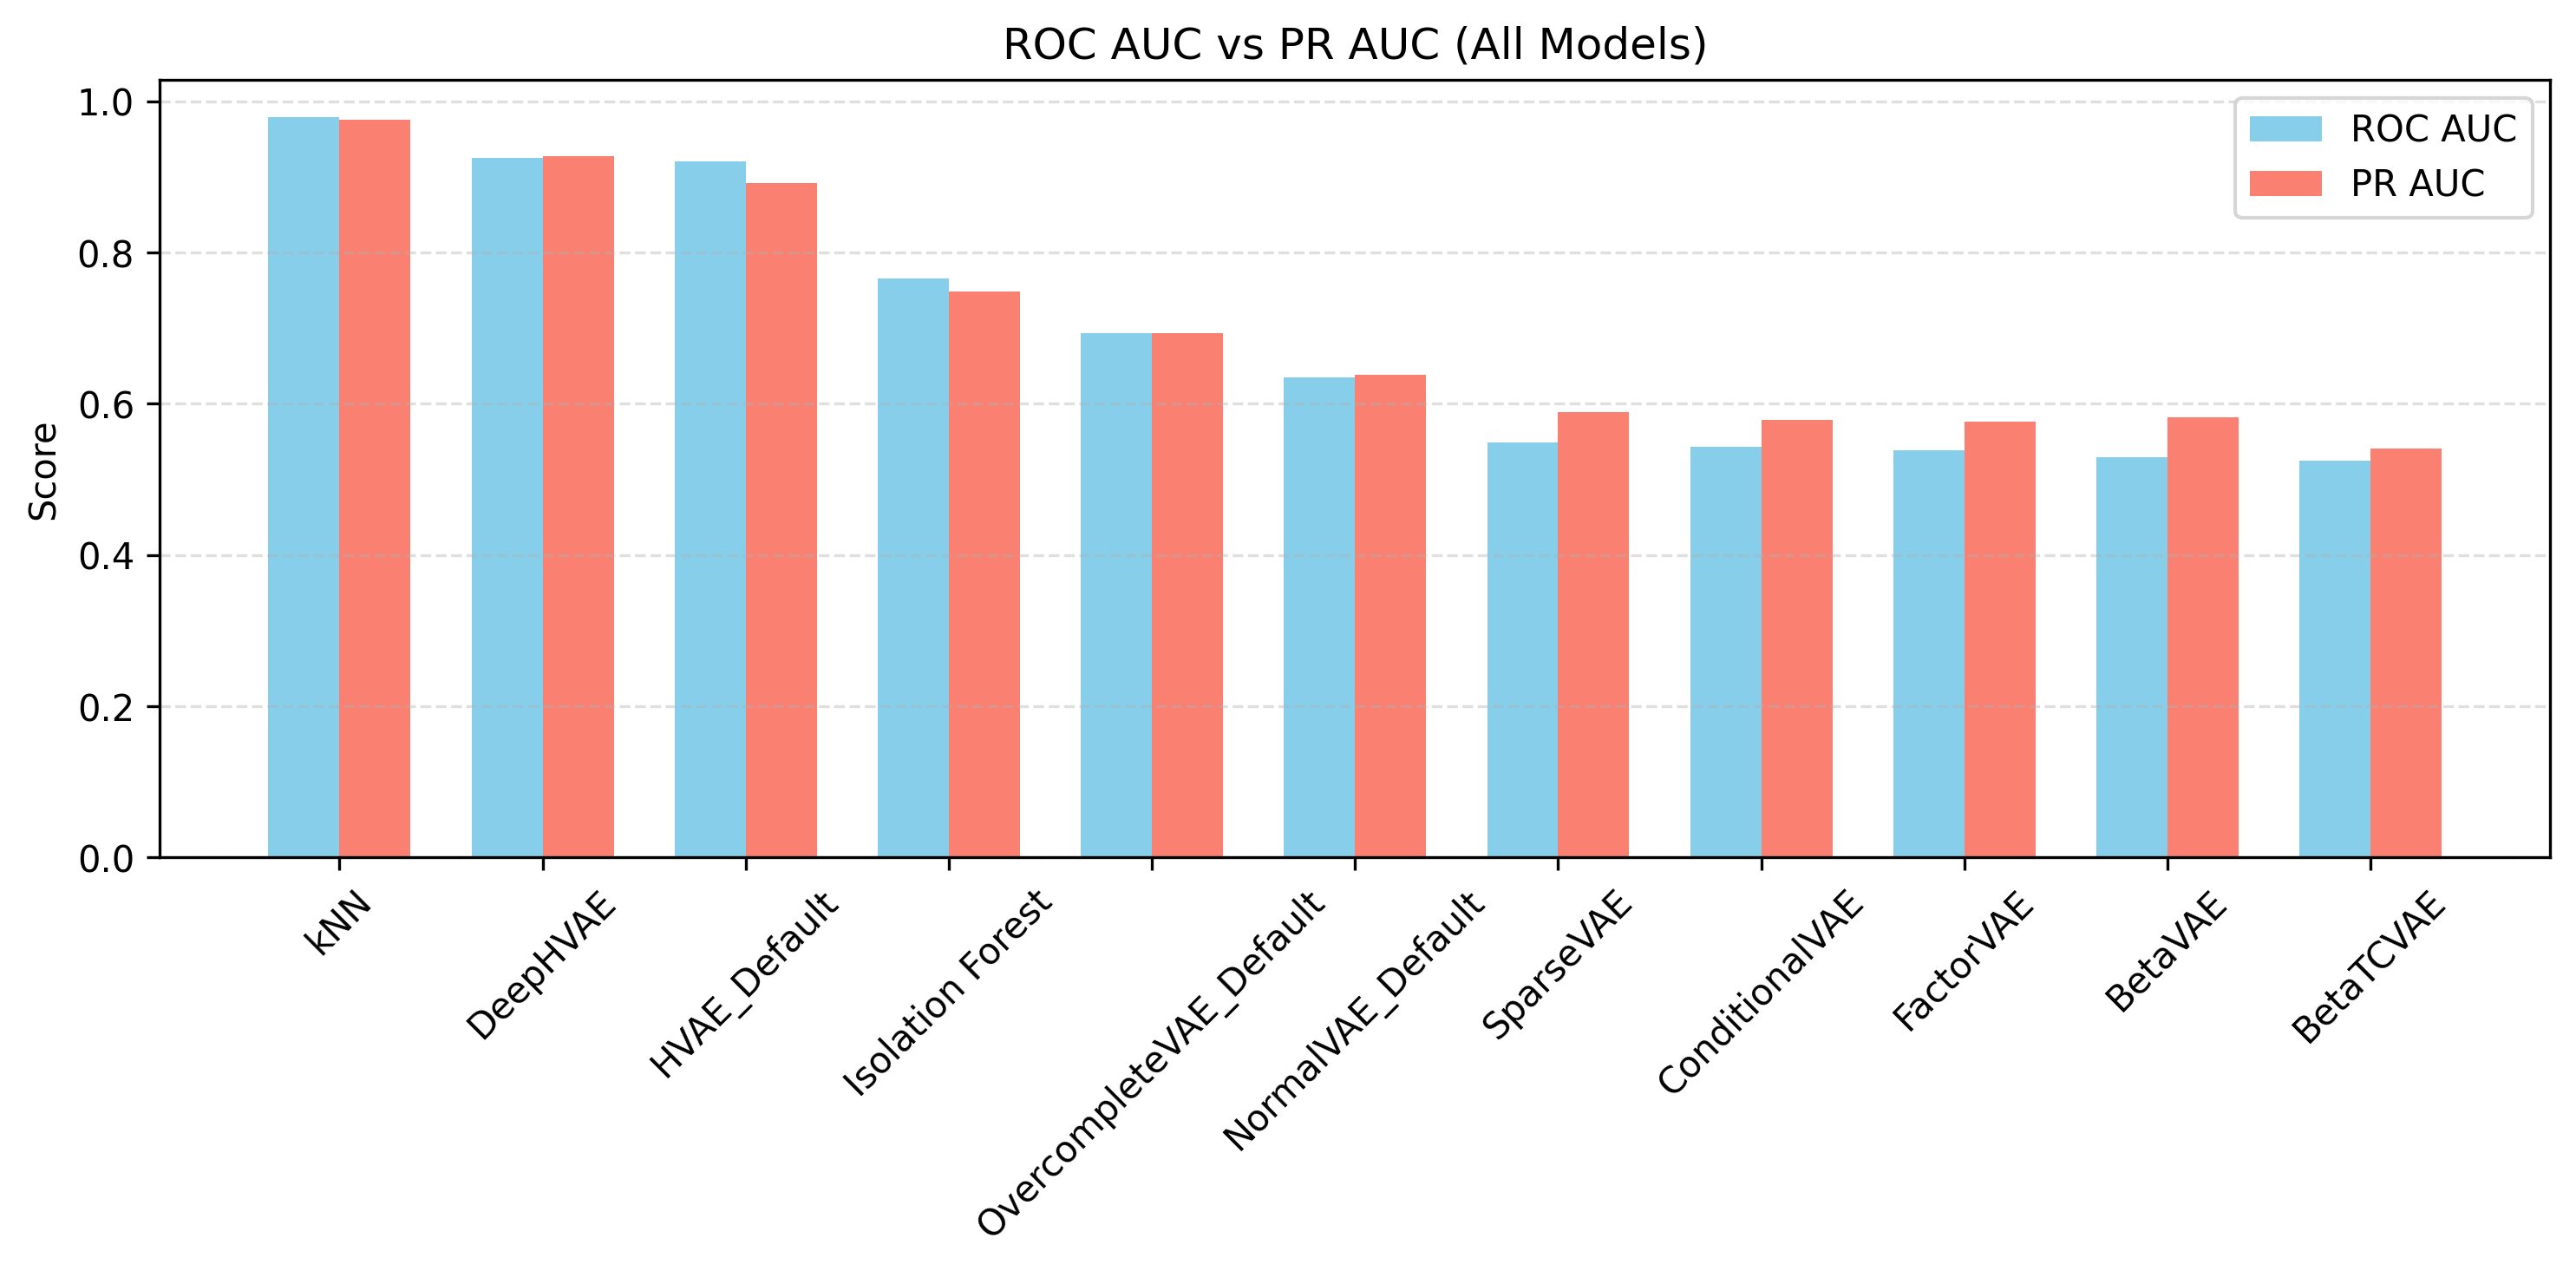 ROC AUC vs PR AUC (All Models)
1.0
0.8
0.6
0.4
0.2
0.0
Score
ROC AUC
PR AUC
kNN
DeepHVAE
HVAE_Default
Isolation Forest
OvercompleteVAE_Default
NormalVAE_Default
SparseVAE
ConditionalVAE
FactorVAE
BetaVAE
BetaTCVAE